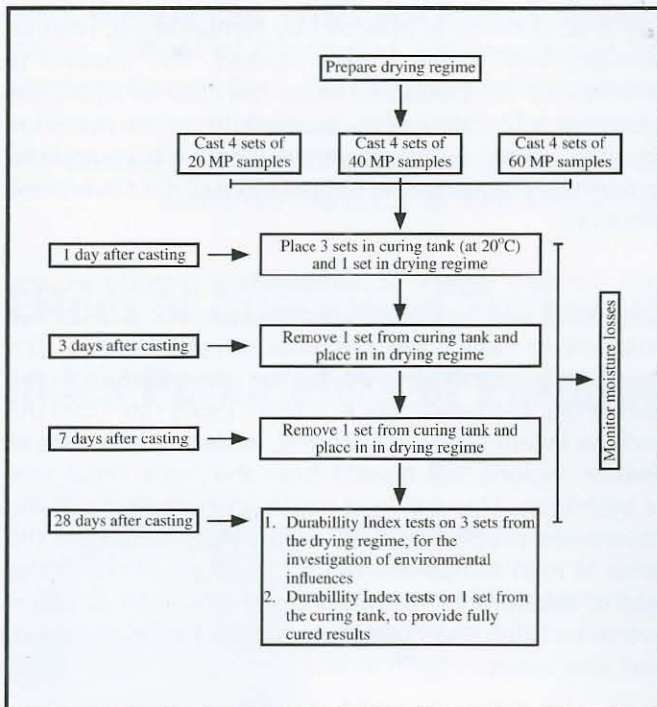 Prepare drying regime
Cast 4 sets of
20 MP samples
Cast 4 sets of
40 MP samples
Cast 4 sets of
60 MP samples
1 day after casting
Place 3 sets in curing tank (at 20°C)
and 1 set in drying regime
3 days after casting
Remove 1 set from curing tank and
place in in drying regime
7 days after casting
Remove 1 set from curing tank and
place in in drying regime
28 days after casting
1. Durabillity Index tests on 3 sets from
the drying regime, for the
investigation of environmental
influences
2. Durability Index tests on 1 set from
the curing tank, to provide fully
cured results
Monitor moisture losses